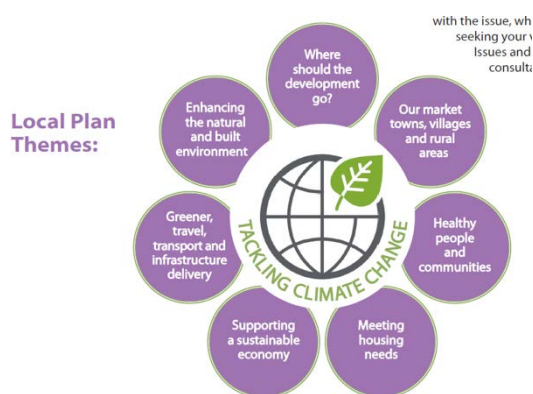 with the issue, wh
seeking your v
Issues and
consulta
Local Plan
Themes:
Where
should the
development
go?
Our market
towns, villages
and rural
areas
Healthy
people
and
communities
Meeting
housing
needs
Supporting
a sustainable
economy
Greener,
travel,
transport and
infrastructure
delivery
Enhancing
the natural
and built
environment
TACKLING CLIMATE CHANGE